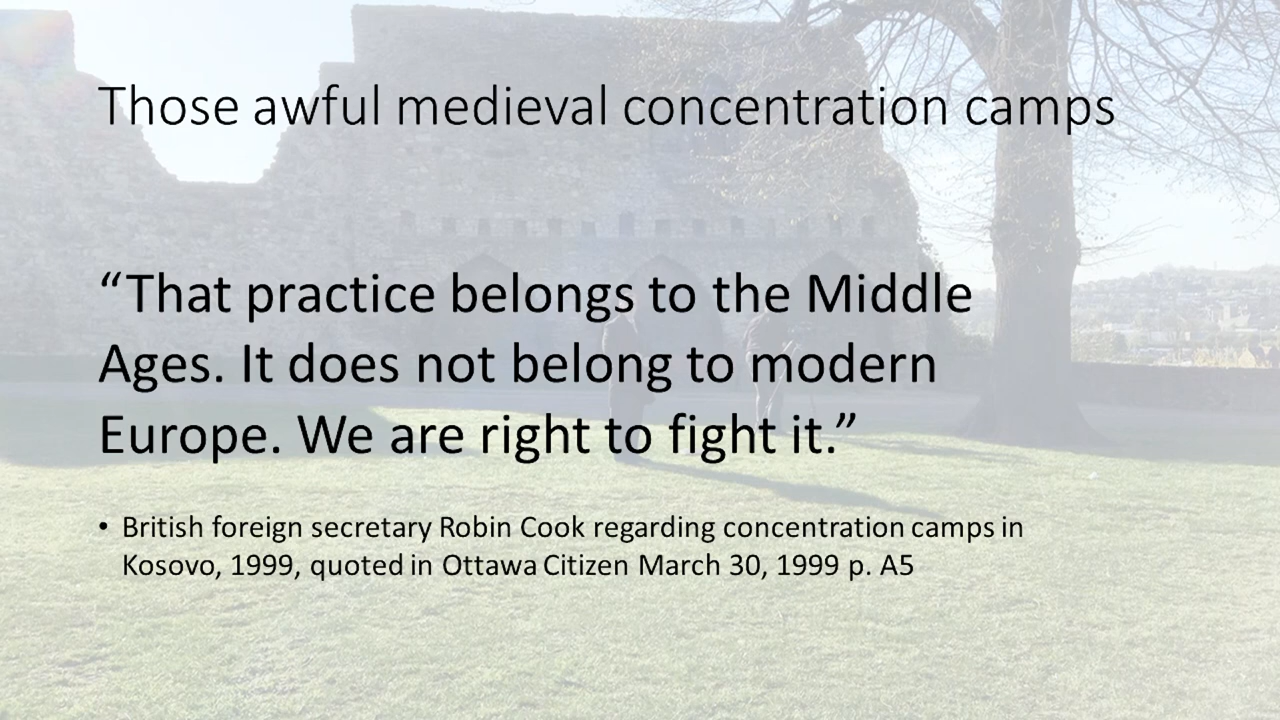 Those awful medieval concentration camps
“That practice belongs to the Middle
Ages. It does not belong to modern
Europe. We are right to fight it.”
• British foreign secretary Robin Cook regarding concentration camps in
Kosovo, 1999, quoted in Ottawa Citizen March 30, 1999 p. A5